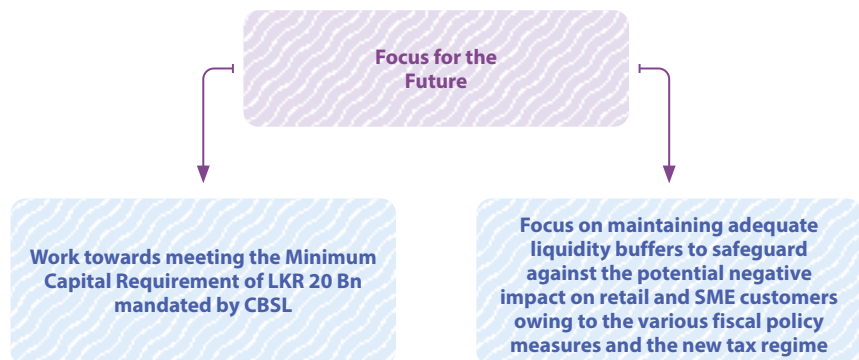 Focus for the
Future
Work towards meeting the Minimum
Capital Requirement of LKR 20 Bn
mandated by CBSL
Focus on maintaining adequate
liquidity buffers to safeguard
against the potential negative
impact on retail and SME customers
owing to the various fiscal policy
measures and the new tax regime